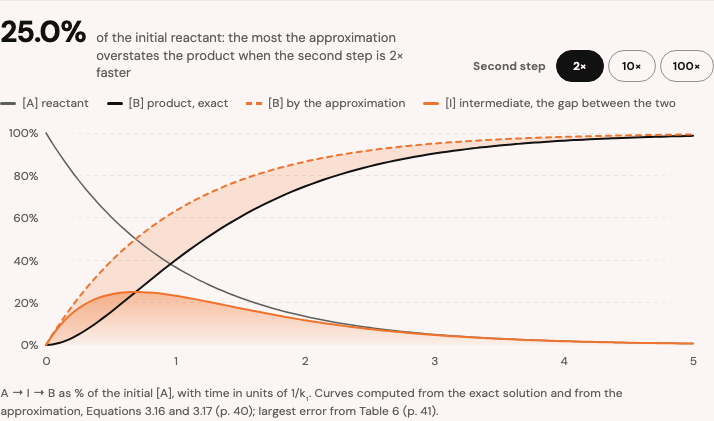 25.0% of the initial reactant: the most the approximation
overstates the product when the second step is 2×
faster
Second step 2× 10× 100×
[A] reactant [B] product, exact [B] by the approximation [I] intermediate, the gap between the two
100%
80%
60%
40%
20%
0%
0 1 2 3 4 5
A → I → B as % of the initial [A], with time in units of 1/k₁. Curves computed from the exact solution and from the
approximation, Equations 3.16 and 3.17 (p. 40); largest error from Table 6 (p. 41).